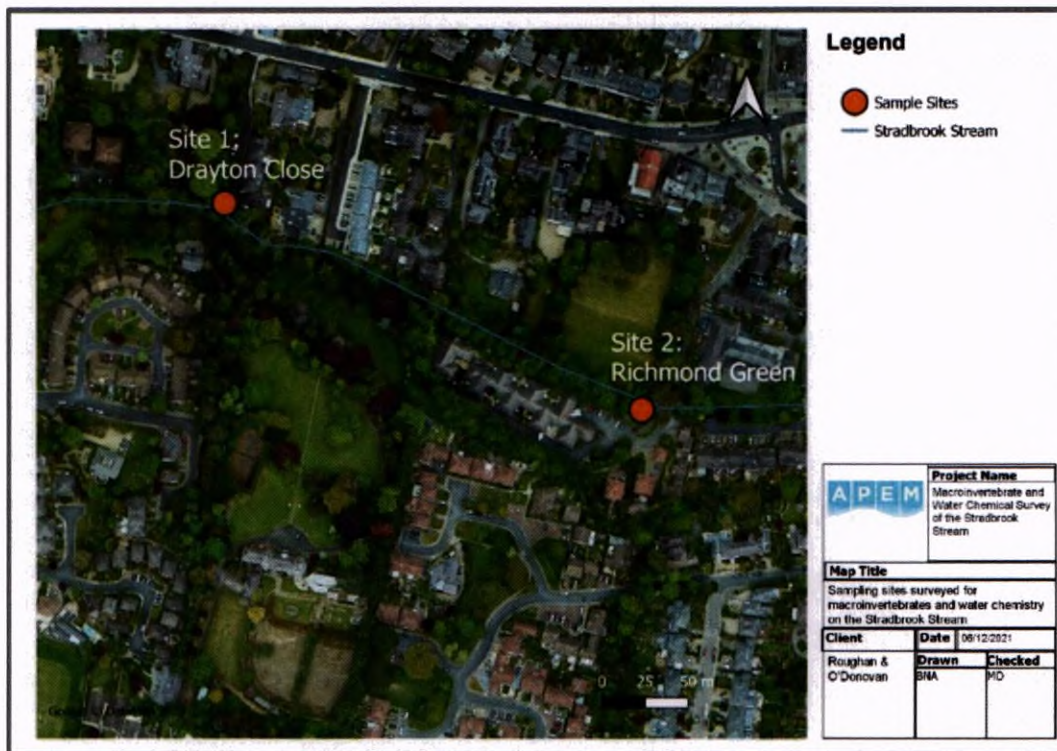 Legend
Sample Sites
Stradbrook Stream
Site 1:
Drayton Close
Site 2:
Richmond Green
0 25 50 m
APEM
Project Name
Macroinvertebrate and
Water Chemical Survey
of the Stradbrook
Stream
Map Title
Sampling sites surveyed for
macroinvertebrates and water chemistry
on the Stradbrook Stream
Client
Roughan &
O'Donovan
Date 06/12/2021
Drawn
BNA
Checked
MD